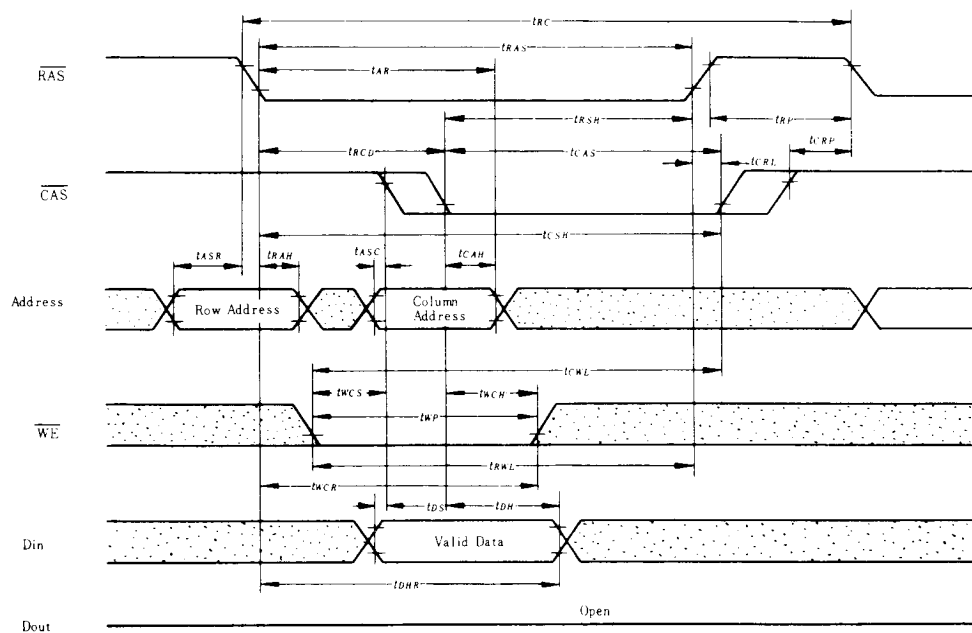 tRC
tRAS
RAS
tAR
tRSH
tRP
tRCD
tCAS
tCRL
tCRP
CAS
tCSH
tASR
tRAH
tASC
tCAH
Address
Row Address
Column
Address
tCWL
tWCS
tWCH
tWP
WE
tRWL
tWCR
tDS
tDH
Din
Valid Data
tDHR
Open
Dout